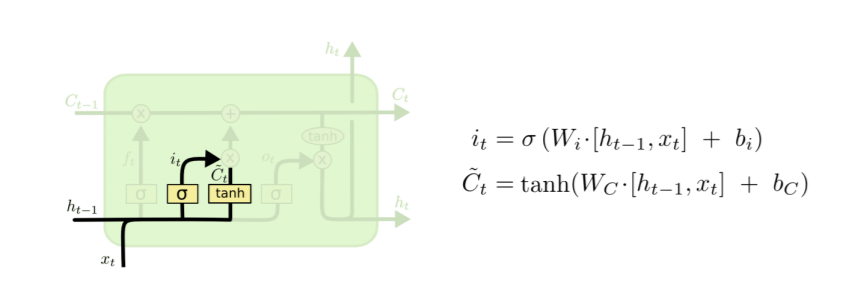 h_t
C_{t-1} x + C_t
tanh
f_t i_t x o_t x
C̃_t
σ σ tanh σ
h_{t-1} h_t
x_t
i_t = σ (W_i·[h_{t-1}, x_t] + b_i)
C̃_t = tanh(W_C·[h_{t-1}, x_t] + b_C)